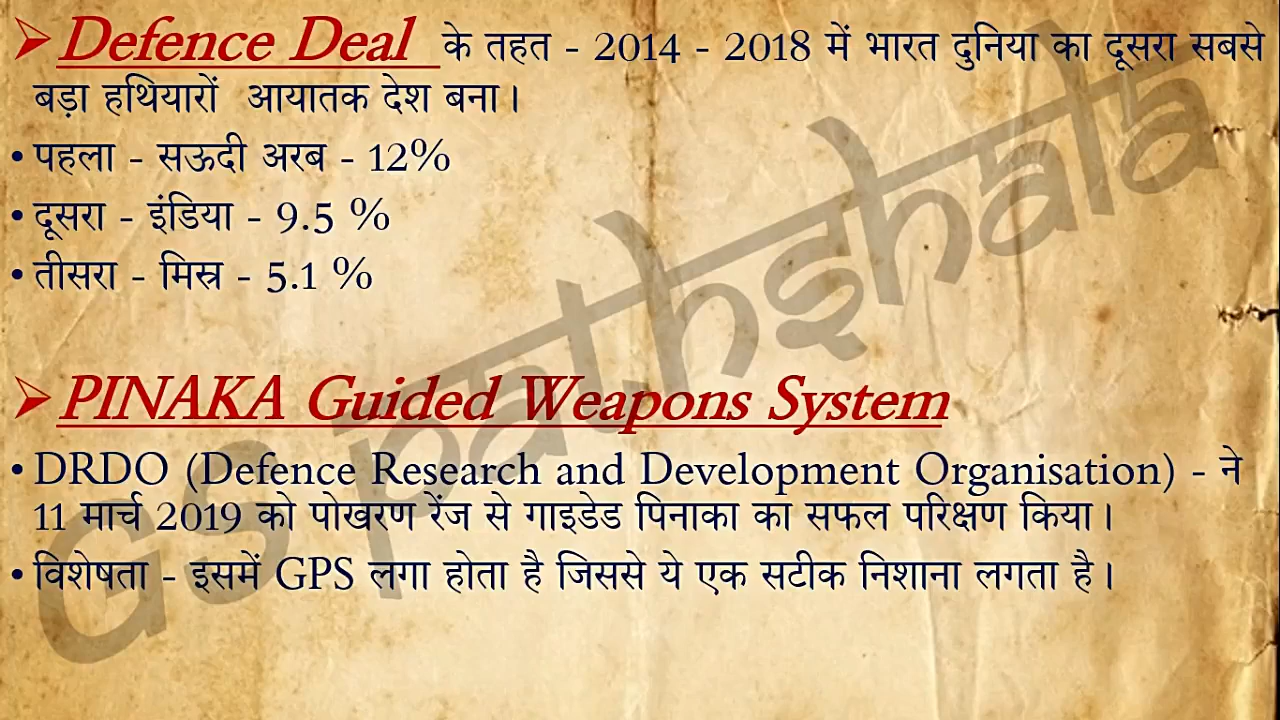 ➢Defence Deal के तहत - 2014 - 2018 में भारत दुनिया का दूसरा सबसे
बड़ा हथियारों आयातक देश बना।
• पहला - सऊदी अरब - 12%
• दूसरा - इंडिया - 9.5 %
• तीसरा - मिस्र - 5.1 %
➢PINAKA Guided Weapons System
• DRDO (Defence Research and Development Organisation) - ने
11 मार्च 2019 को पोखरण रेंज से गाइडेड पिनाका का सफल परिक्षण किया।
• विशेषता - इसमें GPS लगा होता है जिससे ये एक सटीक निशाना लगता है।
GS pathshala